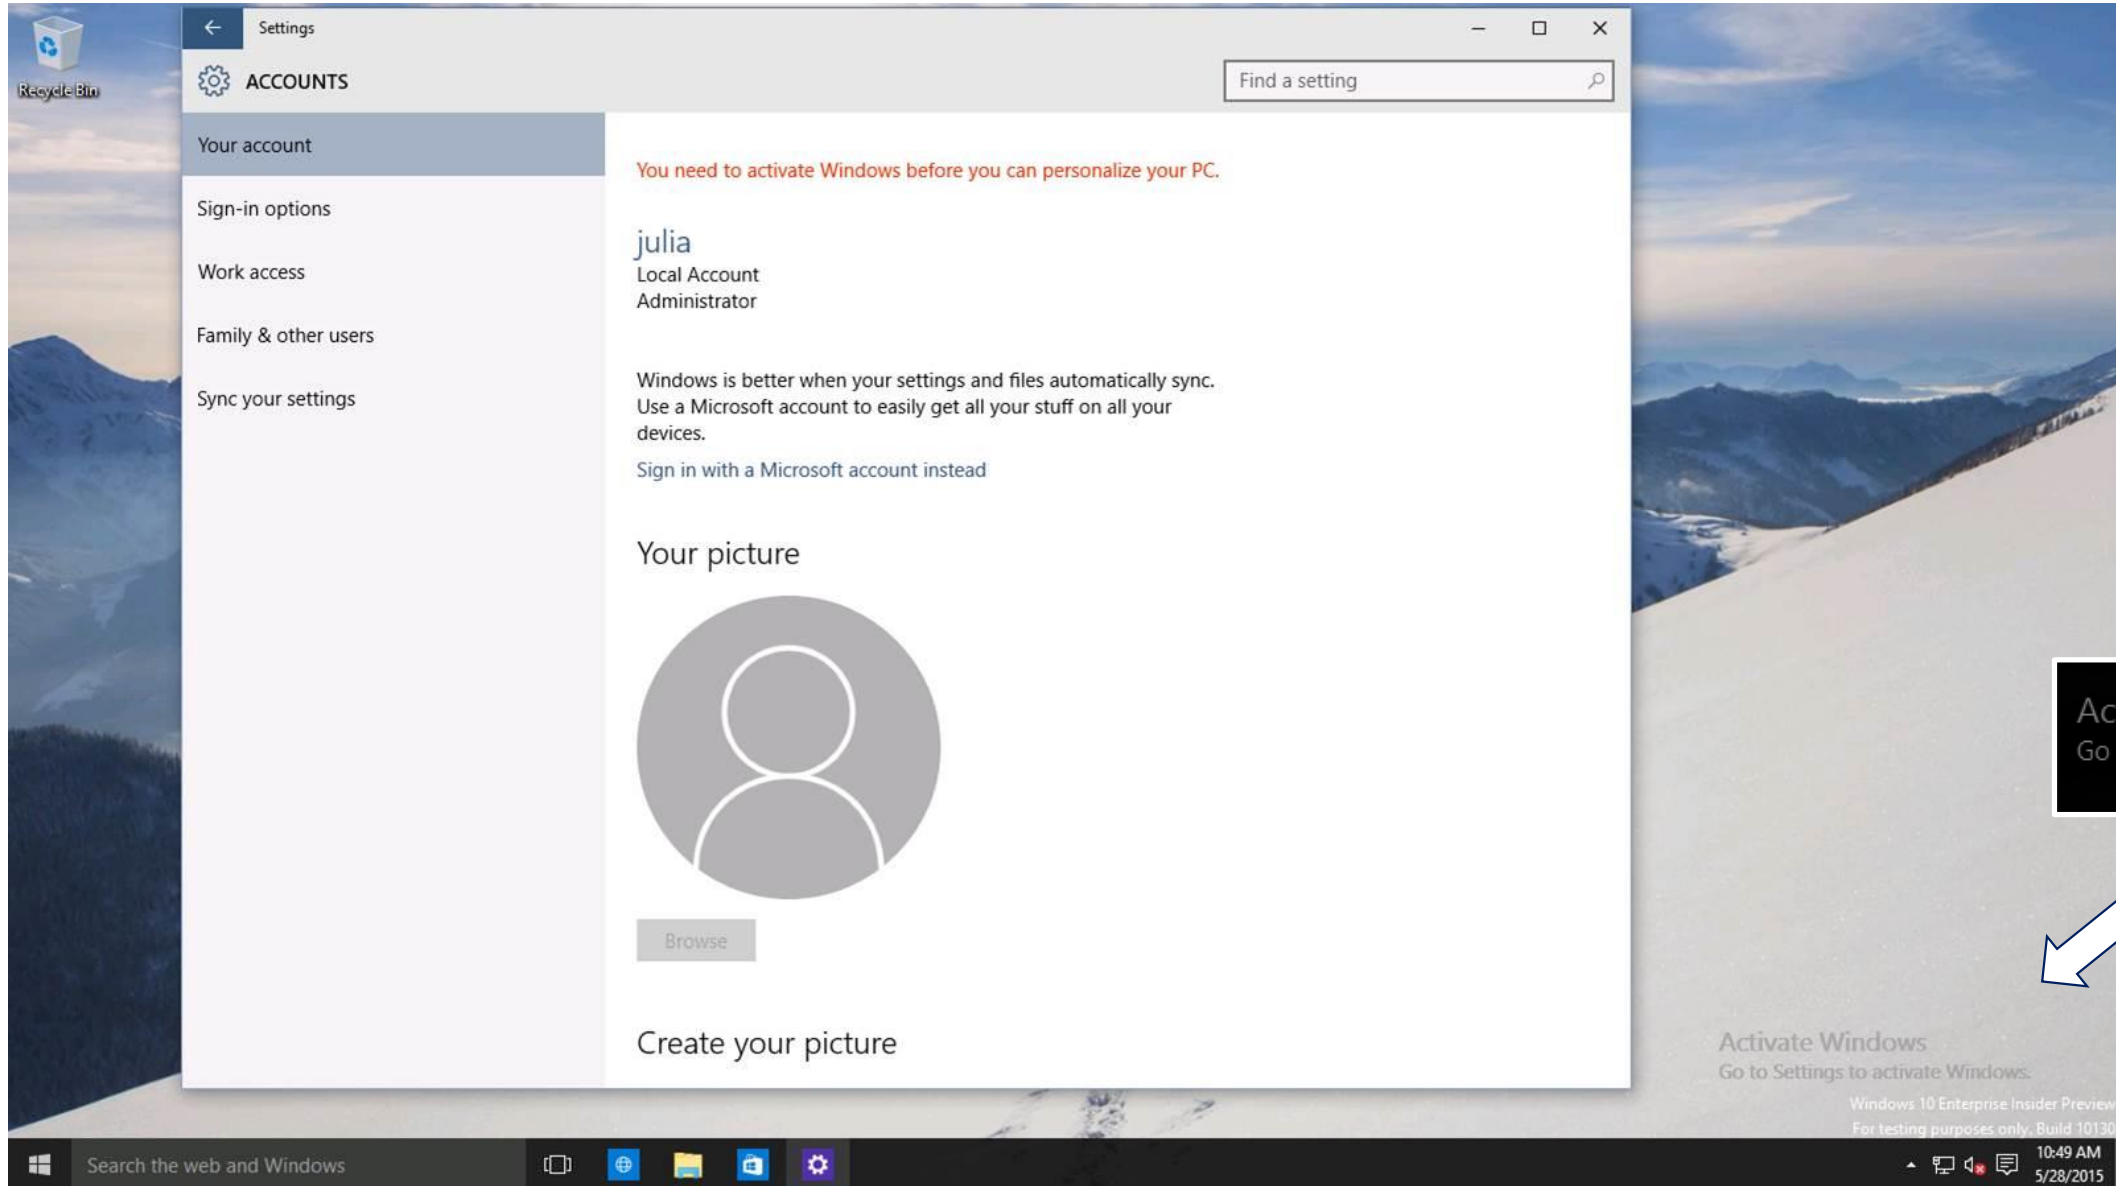 Recycle Bin
Settings
ACCOUNTS
Find a setting
Your account
Sign-in options
Work access
Family & other users
Sync your settings
You need to activate Windows before you can personalize your PC.
julia
Local Account
Administrator
Windows is better when your settings and files automatically sync.
Use a Microsoft account to easily get all your stuff on all your
devices.
Sign in with a Microsoft account instead
Your picture
Browse
Create your picture
Ac
Go
Activate Windows
Go to Settings to activate Windows.
Windows 10 Enterprise Insider Preview
For testing purposes only. Build 10130
Search the web and Windows
10:49 AM
5/28/2015